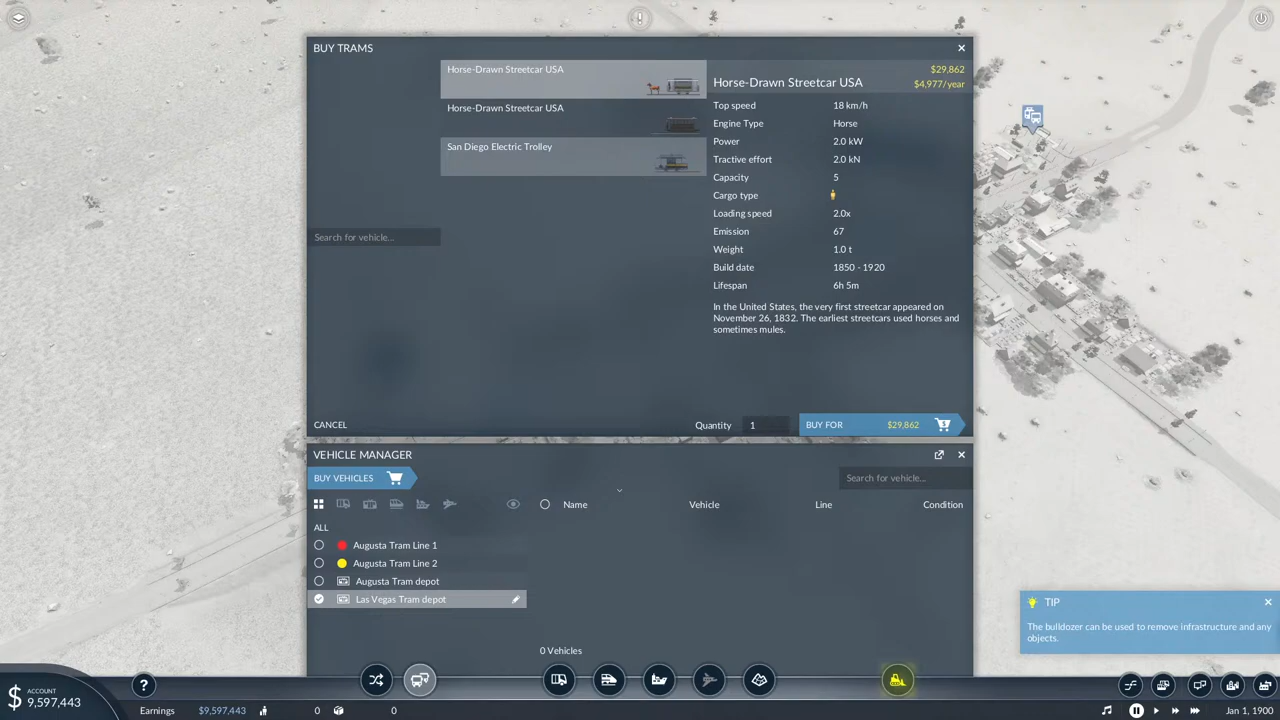 BUY TRAMS
Horse-Drawn Streetcar USA
Horse-Drawn Streetcar USA
San Diego Electric Trolley
Search for vehicle...
Horse-Drawn Streetcar USA
$29,862
$4,977/year
Top speed 18 km/h
Engine Type Horse
Power 2.0 kW
Tractive effort 2.0 kN
Capacity 5
Cargo type
Loading speed 2.0x
Emission 67
Weight 1.0 t
Build date 1850 - 1920
Lifespan 6h 5m
In the United States, the very first streetcar appeared on
November 26, 1832. The earliest streetcars used horses and
sometimes mules.
CANCEL
Quantity 1
BUY FOR $29,862
VEHICLE MANAGER
BUY VEHICLES
Search for vehicle...
Name Vehicle Line Condition
ALL
Augusta Tram Line 1
Augusta Tram Line 2
Augusta Tram depot
Las Vegas Tram depot
0 Vehicles
TIP
The bulldozer can be used to remove infrastructure and any
objects.
$ ACCOUNT
9,597,443
?
Earnings $9,597,443 0 0
Jan 1, 1900